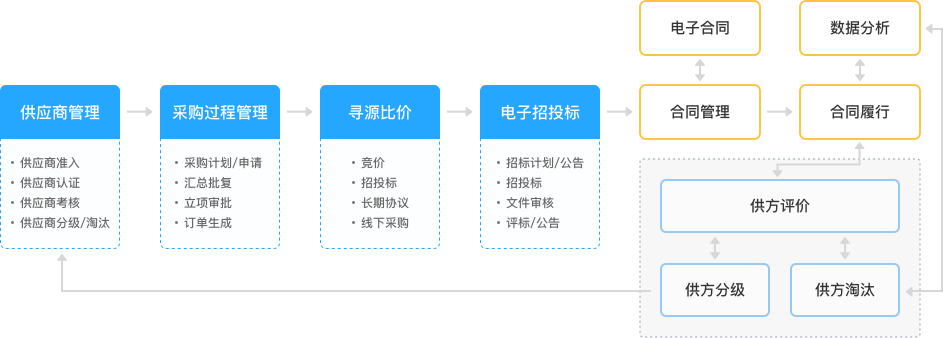 电子合同
数据分析
供应商管理
采购过程管理
寻源比价
电子招投标
合同管理
合同履行
• 供应商准入
• 供应商认证
• 供应商考核
• 供应商分级/淘汰
• 采购计划/申请
• 汇总批复
• 立项审批
• 订单生成
• 竞价
• 招投标
• 长期协议
• 线下采购
• 招标计划/公告
• 招投标
• 文件审核
• 评标/公告
供方评价
供方分级
供方淘汰